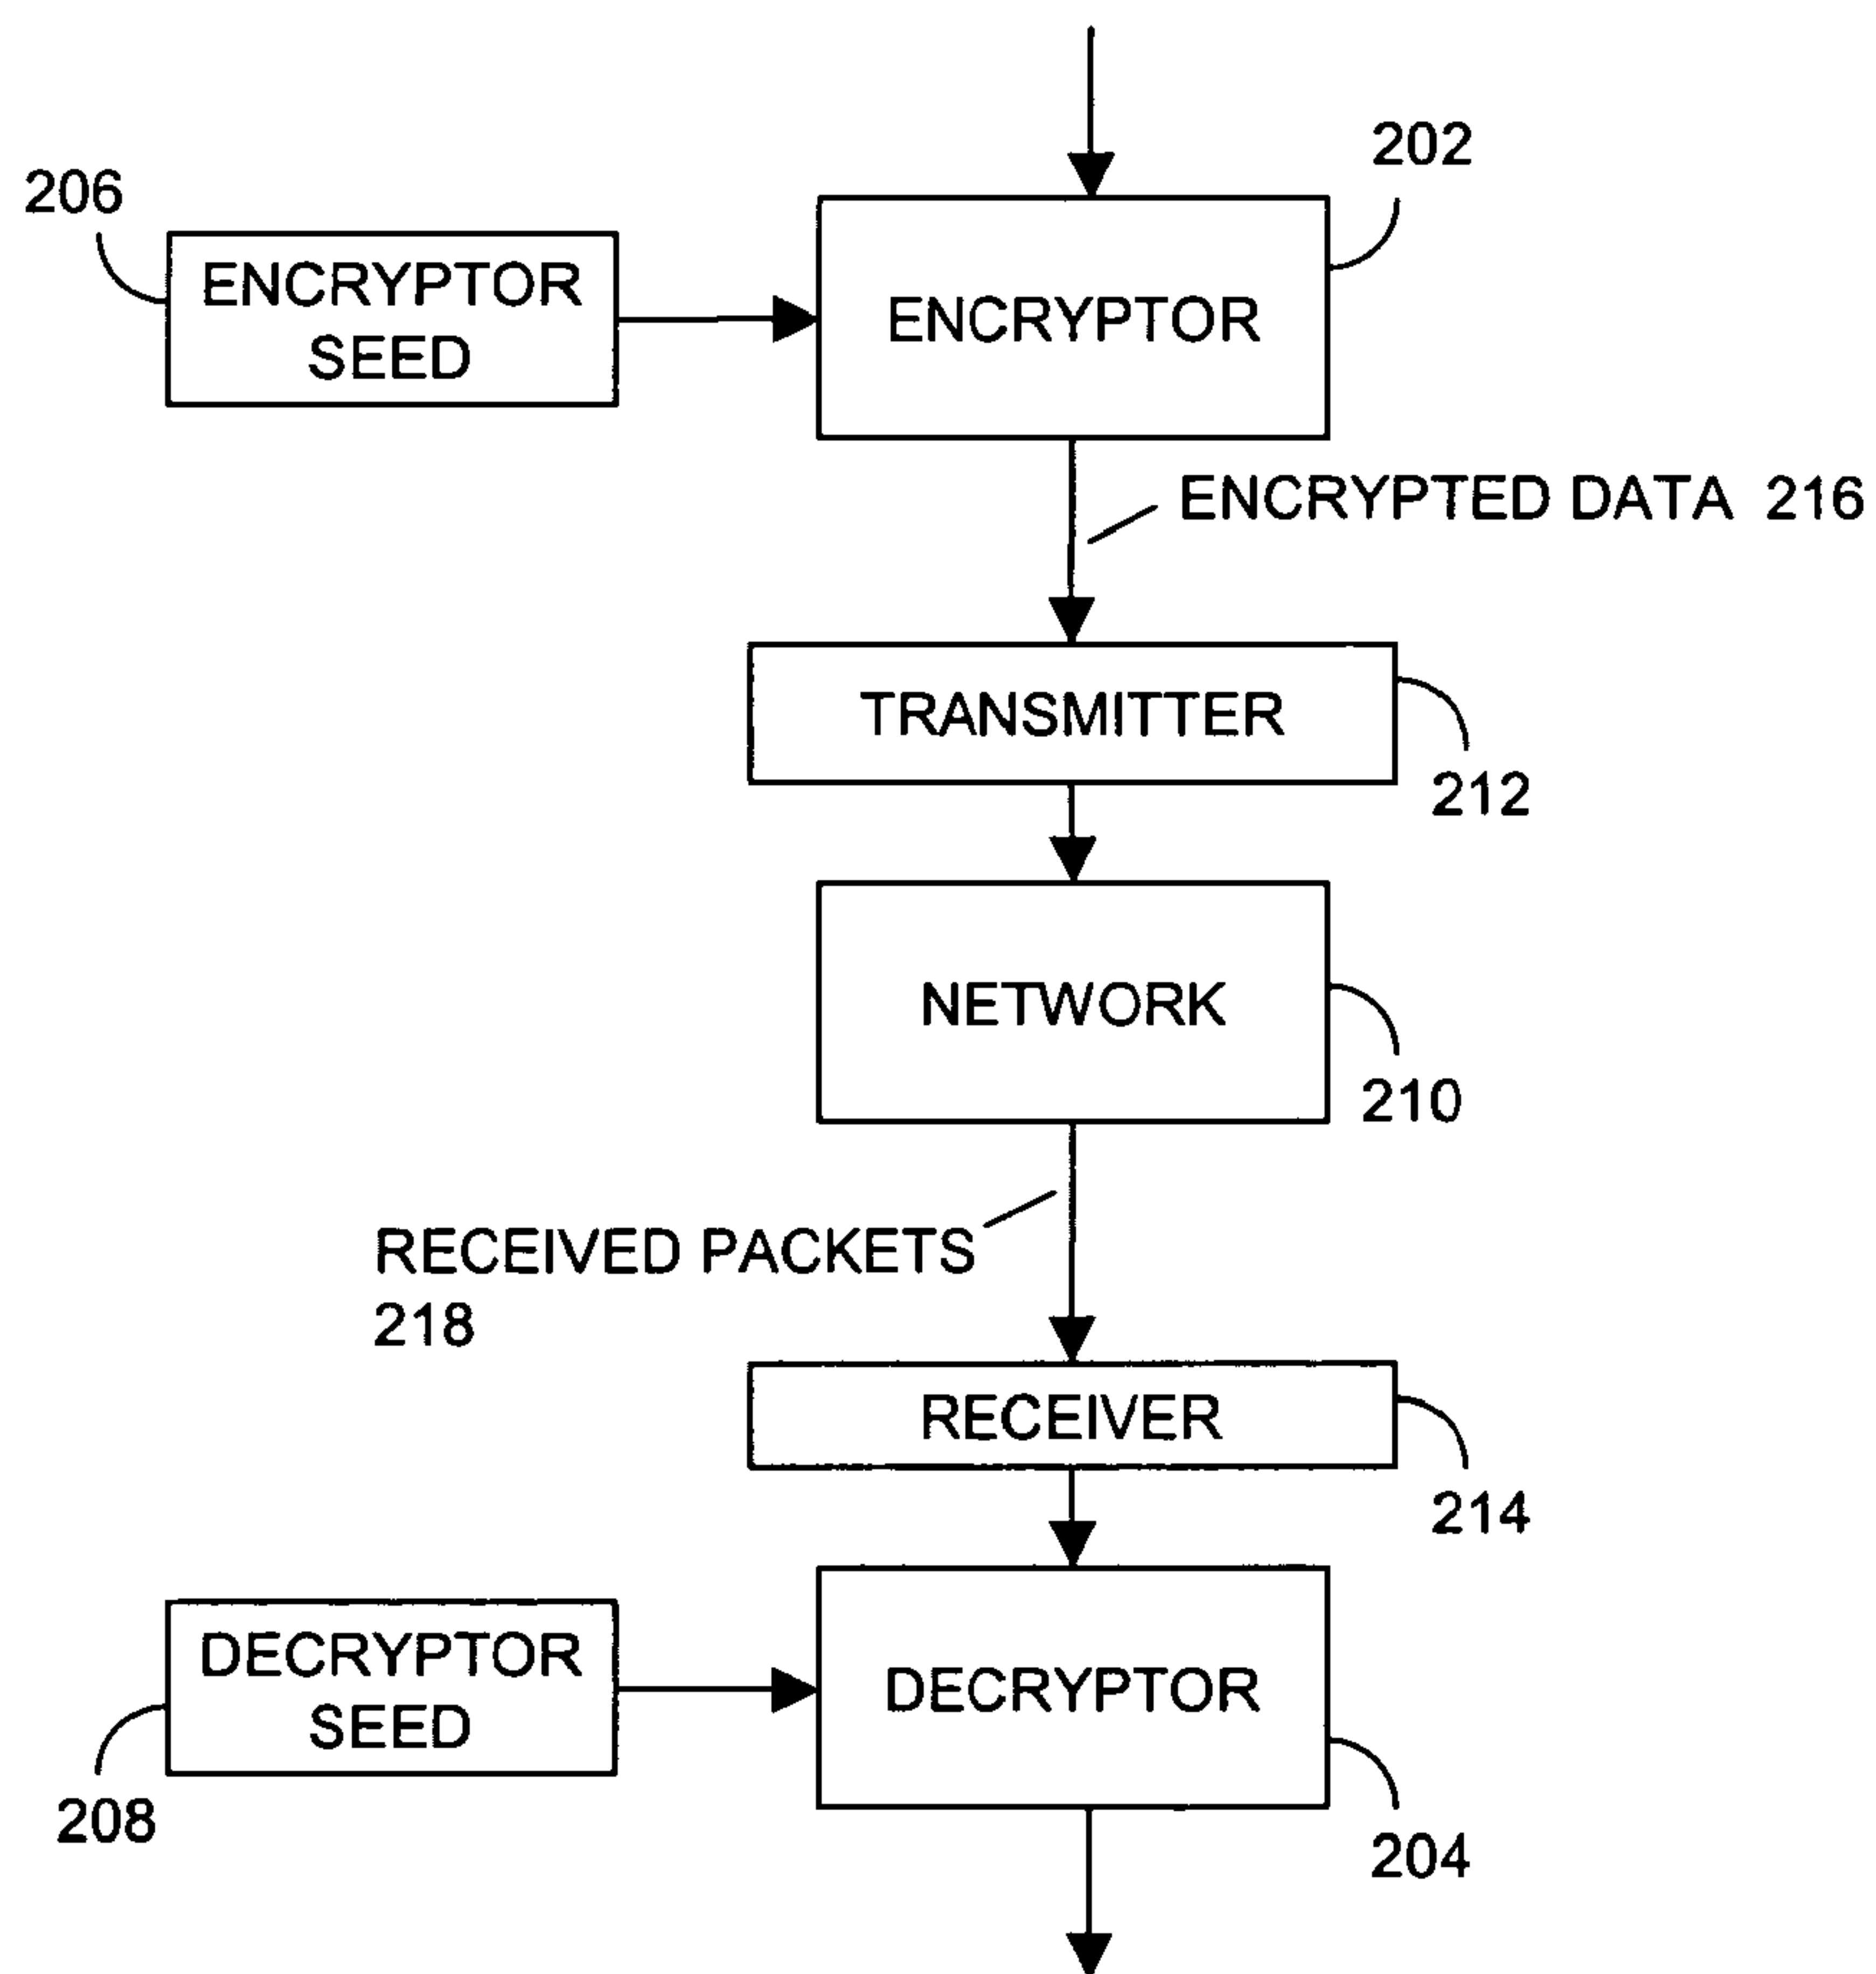 202
206
ENCRYPTOR
SEED
ENCRYPTOR
ENCRYPTED DATA 216
TRANSMITTER
212
NETWORK
210
RECEIVED PACKETS
218
RECEIVER
214
DECRYPTOR
SEED
DECRYPTOR
208
204